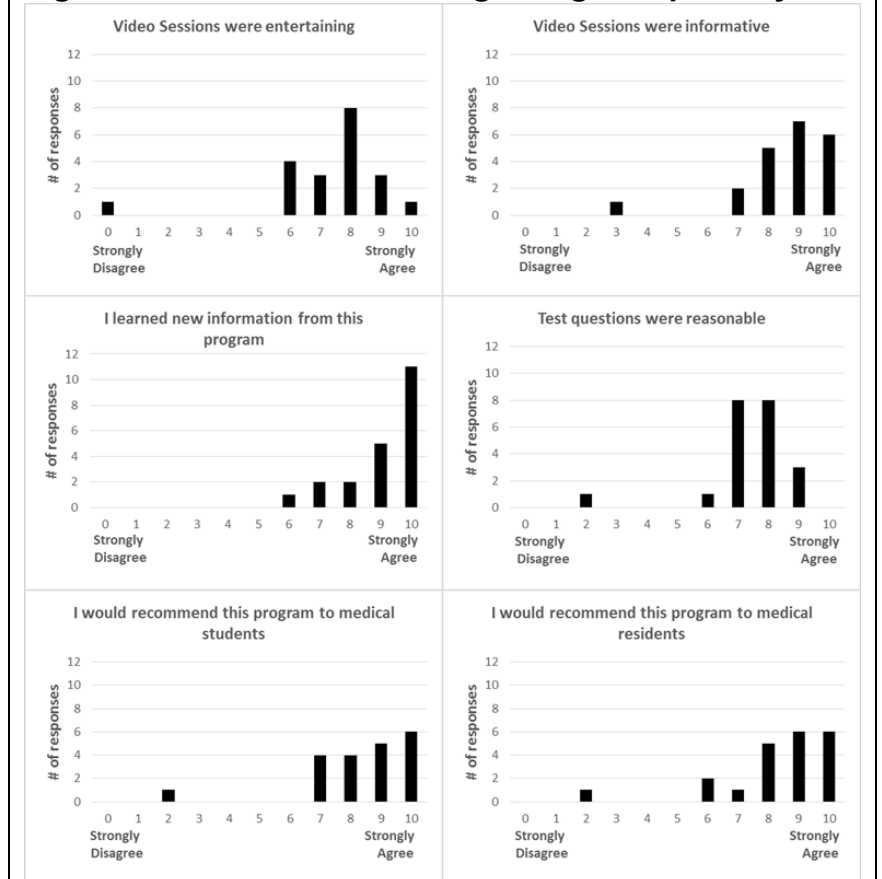 Video Sessions were entertaining
12
10
8
6
4
2
0
# of responses
0 1 2 3 4 5 6 7 8 9 10
Strongly Strongly
Disagree Agree
Video Sessions were informative
12
10
8
6
4
2
0
# of responses
0 1 2 3 4 5 6 7 8 9 10
Strongly Strongly
Disagree Agree
I learned new information from this
program
12
10
8
6
4
2
0
# of responses
0 1 2 3 4 5 6 7 8 9 10
Strongly Strongly
Disagree Agree
Test questions were reasonable
12
10
8
6
4
2
0
# of responses
0 1 2 3 4 5 6 7 8 9 10
Strongly Strongly
Disagree Agree
I would recommend this program to medical
students
12
10
8
6
4
2
0
# of responses
0 1 2 3 4 5 6 7 8 9 10
Strongly Strongly
Disagree Agree
I would recommend this program to medical
residents
12
10
8
6
4
2
0
# of responses
0 1 2 3 4 5 6 7 8 9 10
Strongly Strongly
Disagree Agree